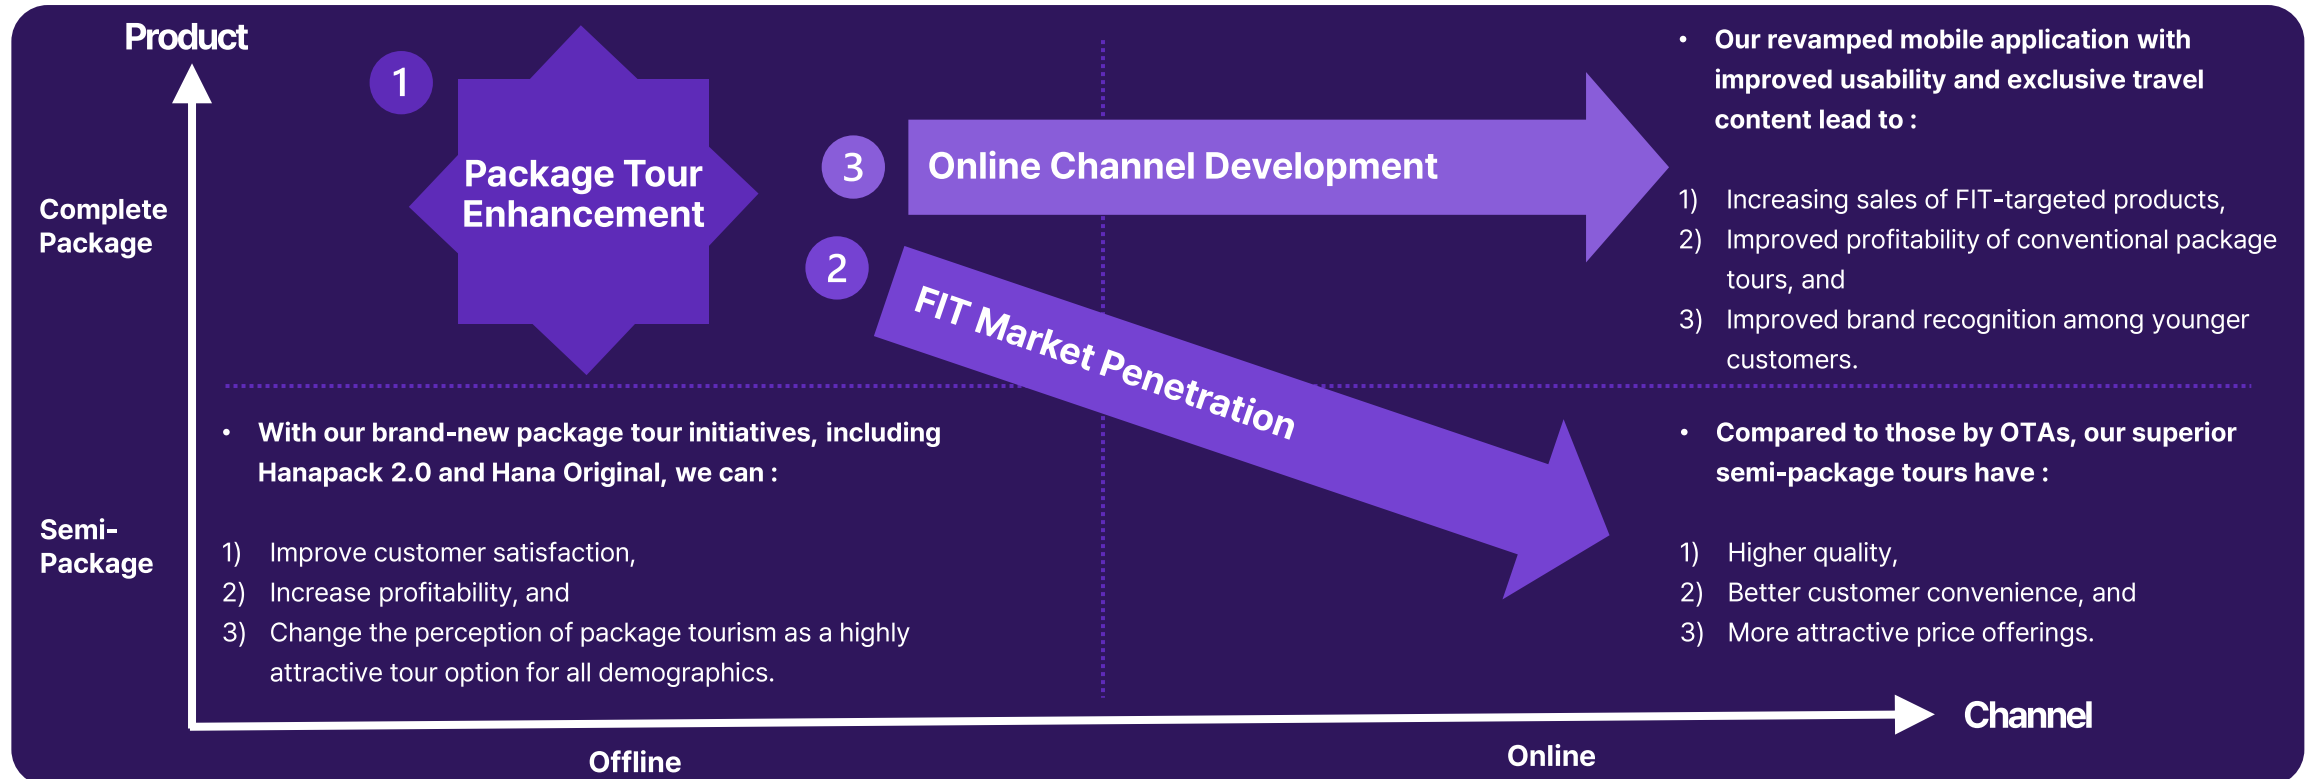 Product
1
Package Tour
Enhancement
3
Online Channel Development
2
FIT Market Penetration
Complete
Package
• Our revamped mobile application with
improved usability and exclusive travel
content lead to :
1) Increasing sales of FIT-targeted products,
2) Improved profitability of conventional package
tours, and
3) Improved brand recognition among younger
customers.
Semi-
Package
• With our brand-new package tour initiatives, including
Hanapack 2.0 and Hana Original, we can :
1) Improve customer satisfaction,
2) Increase profitability, and
3) Change the perception of package tourism as a highly
attractive tour option for all demographics.
• Compared to those by OTAs, our superior
semi-package tours have :
1) Higher quality,
2) Better customer convenience, and
3) More attractive price offerings.
Channel
Offline
Online